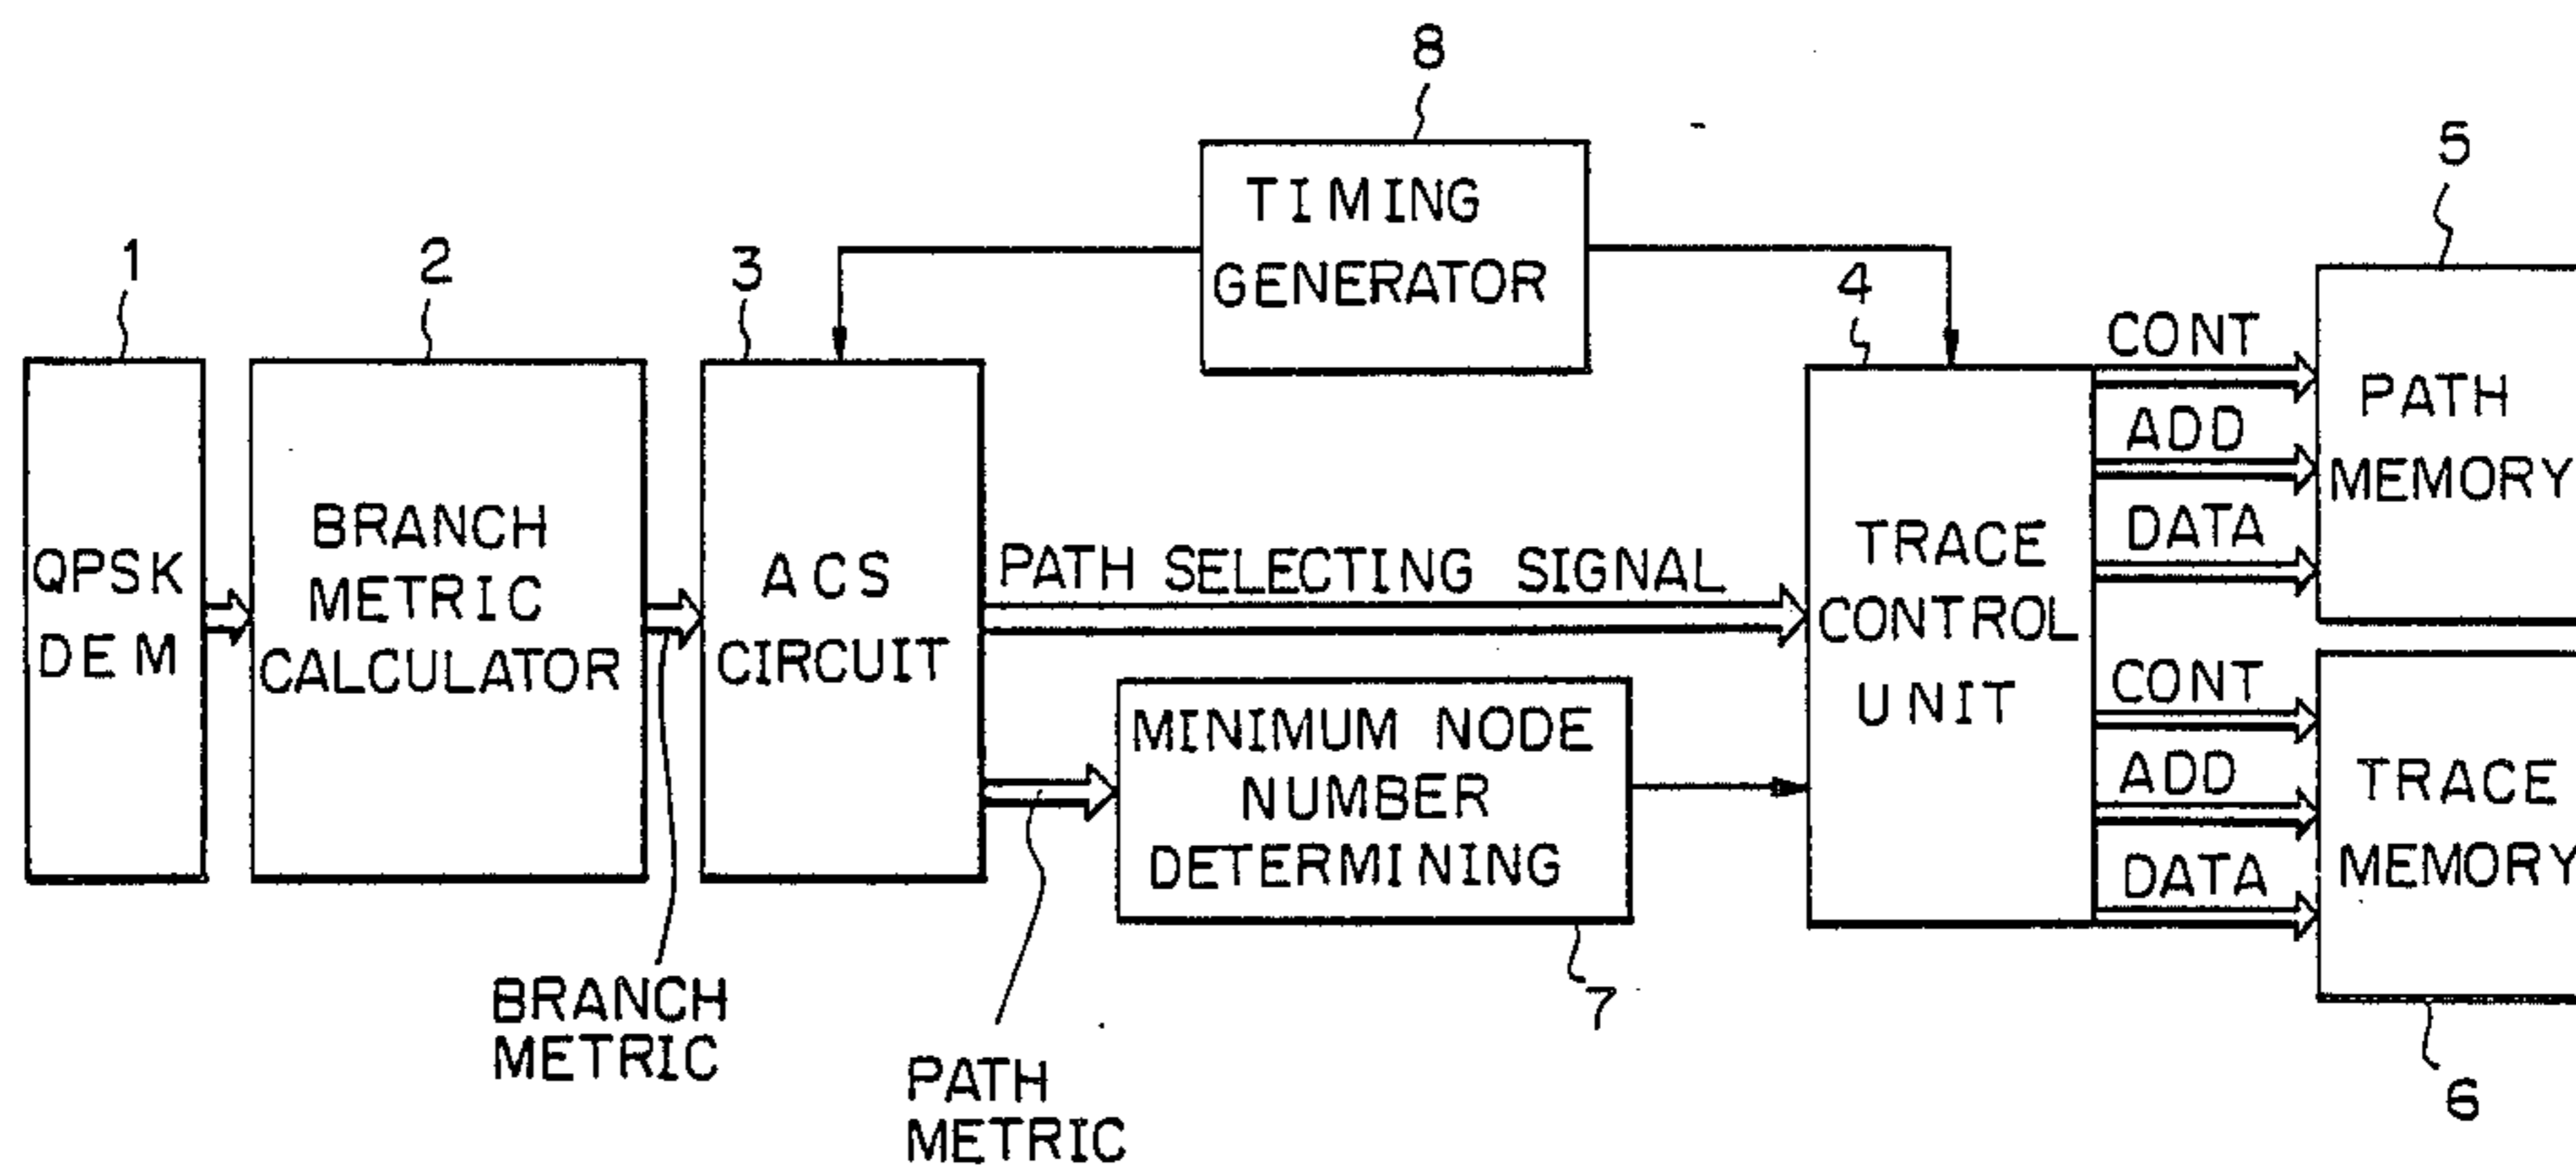 8
TIMING
GENERATOR
1
QPSK
DEM
2
BRANCH
METRIC
CALCULATOR
BRANCH
METRIC
3
ACS
CIRCUIT
PATH SELECTING SIGNAL
PATH
METRIC
MINIMUM NODE
NUMBER
DETERMINING
7
4
TRACE
CONTROL
UNIT
CONT
ADD
DATA
5
PATH
MEMORY
CONT
ADD
DATA
TRACE
MEMORY
6